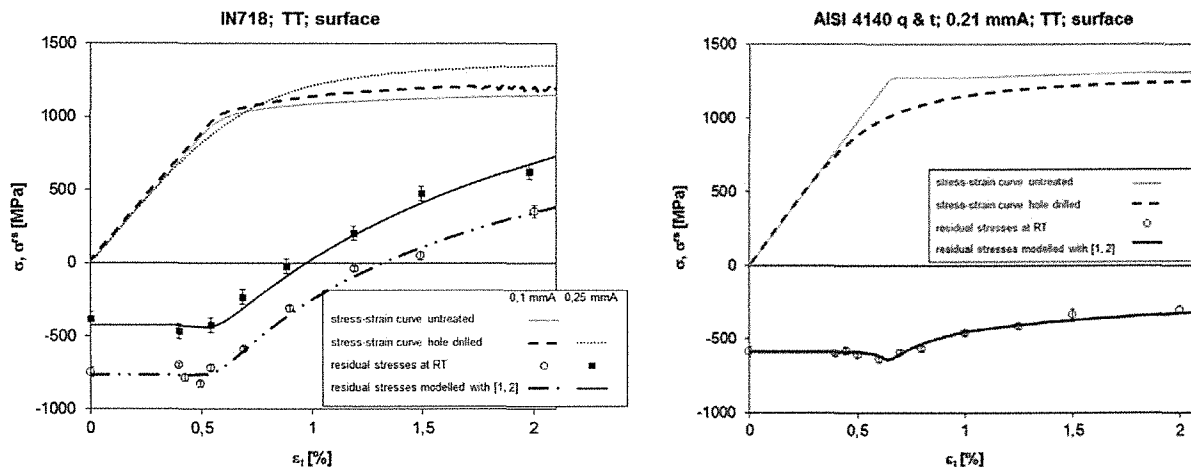 IN718; TT; surface
1500
1000
500
0
-500
-1000
σ, σʳˢ [MPa]
0,1 mmA 0,25 mmA
stress-strain curve untreated
stress-strain curve hole drilled
residual stresses at RT
residual stresses modelled with [1, 2]
0 0,5 1 1,5 2
εₜ [%]
AISI 4140 q & t; 0.21 mmA; TT; surface
1500
1000
500
0
-500
-1000
σ, σʳˢ [MPa]
stress-strain curve untreated
stress-strain curve hole drilled
residual stresses at RT
residual stresses modelled with [1, 2]
0 0,5 1 1,5 2
εₜ [%]